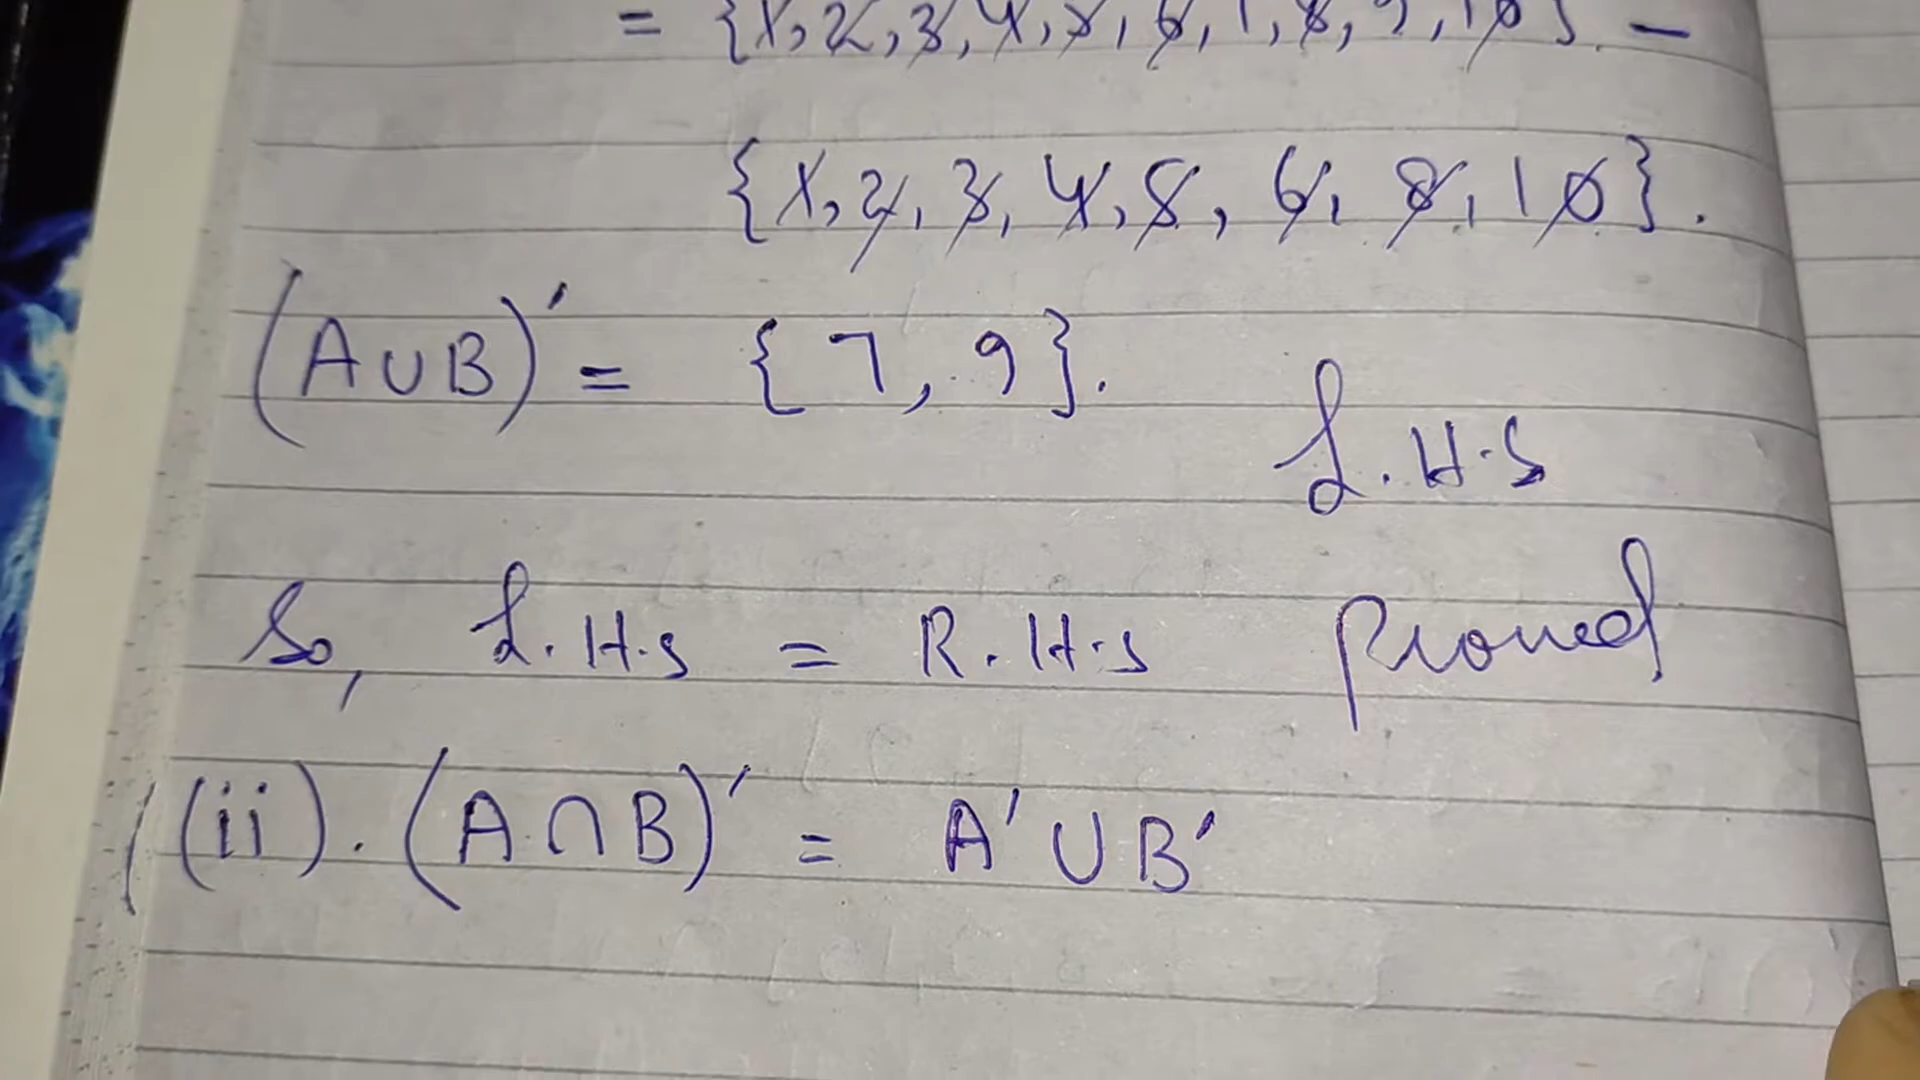 = {1, 2, 3, 4, 5, 6, 7, 8, 9, 10} -
{1, 2, 3, 4, 5, 6, 8, 10}.
(A∪B)′ = {7, 9}.
L.H.S
So, L.H.S = R.H.S Proved
(ii). (A∩B)′ = A′ ∪ B′